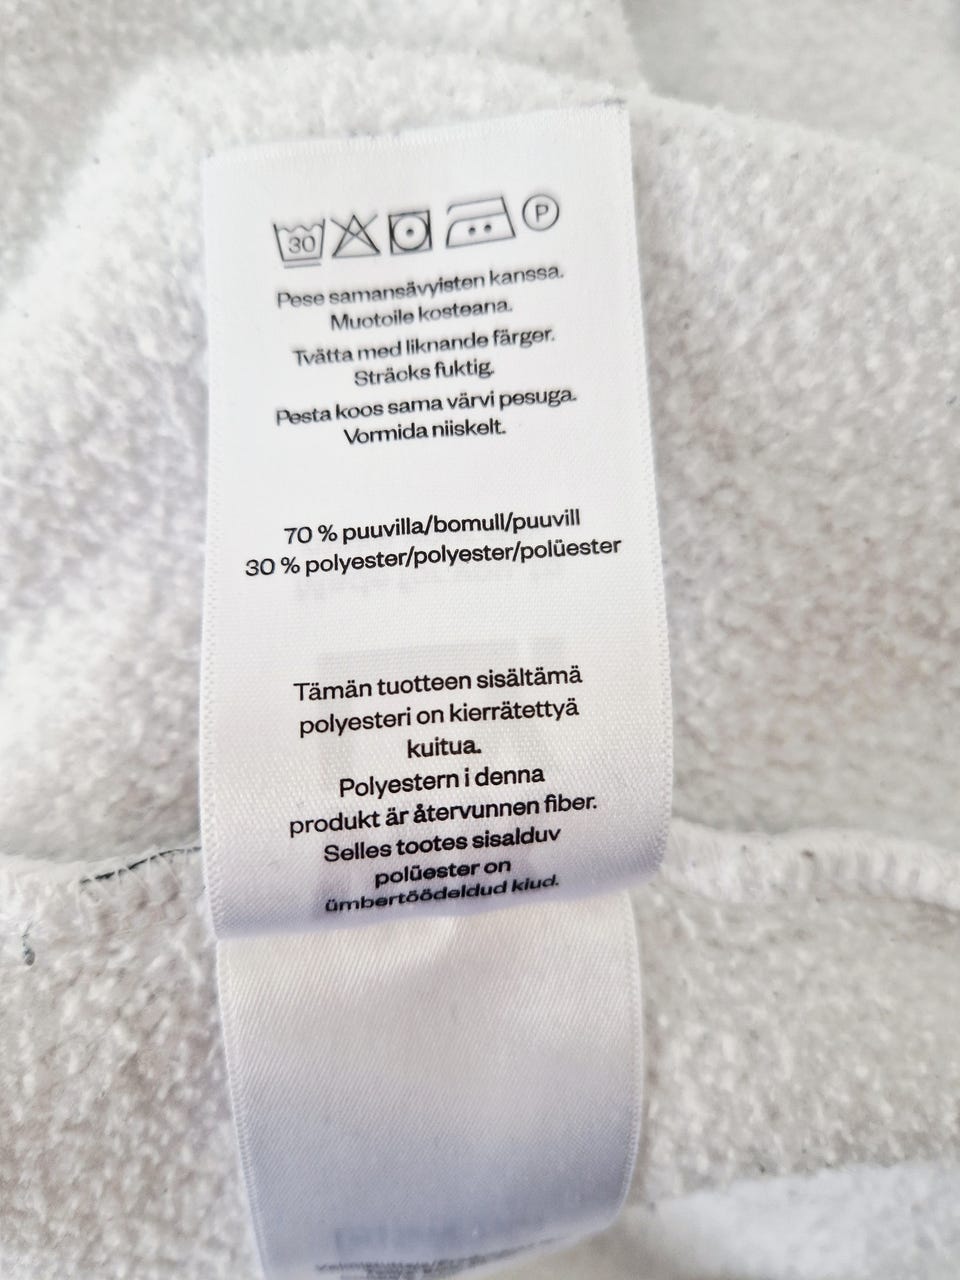 30
P
Pese samansävyisten kanssa.
Muotoile kosteana.
Tvätta med liknande färger.
Sträcks fuktig.
Pesta koos sama värvi pesuga.
Vormida niiskelt.
70 % puuvilla/bomull/puuvill
30 % polyester/polyester/polüester
Tämän tuotteen sisältämä
polyesteri on kierrätettyä
kuitua.
Polyestern i denna
produkt är återvunnen fiber.
Selles tootes sisalduv
polüester on
ümbertöödeldud kiud.